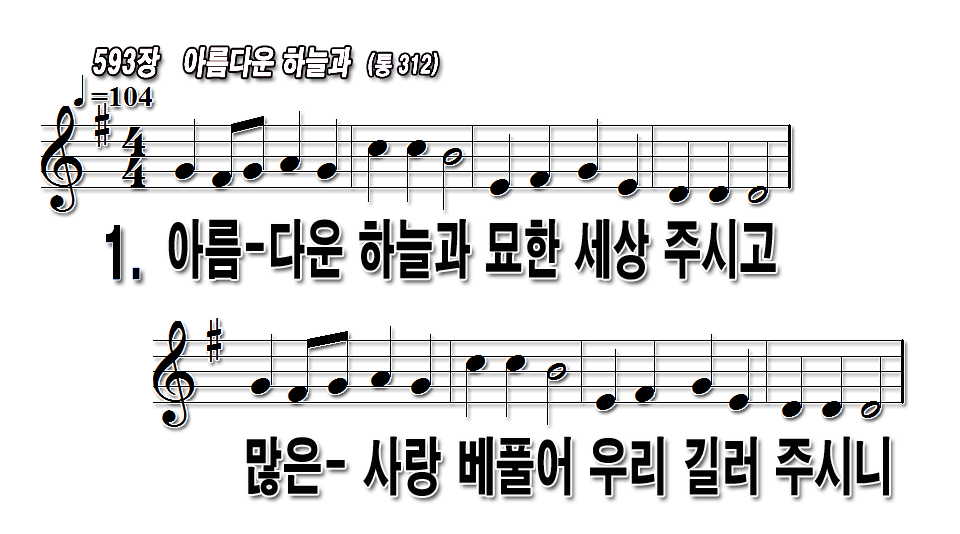 593장 아름다운 하늘과 (통 312)
♩=104
4
4
1. 아름-다운 하늘과 묘한 세상 주시고
많은- 사랑 베풀어 우리 길러 주시니